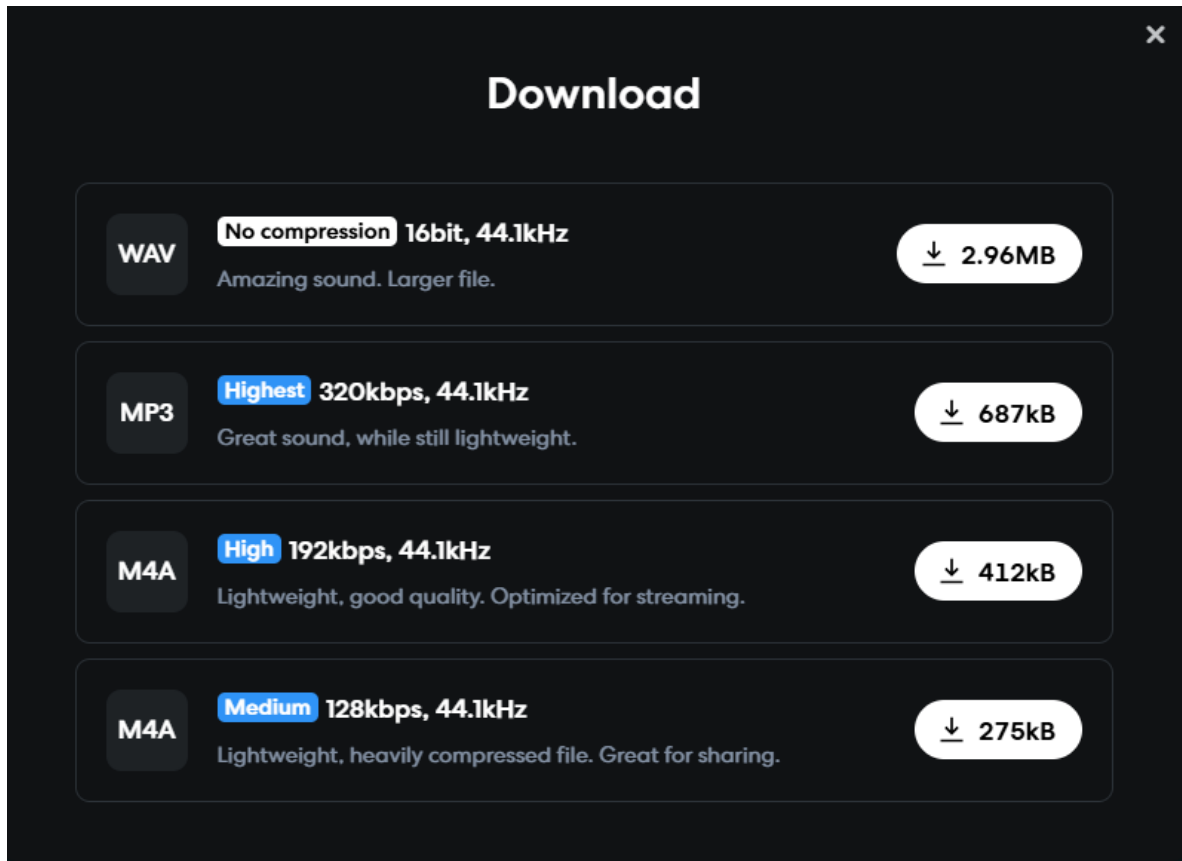 Download
WAV
No compression 16bit, 44.1kHz
Amazing sound. Larger file.
2.96MB
MP3
Highest 320kbps, 44.1kHz
Great sound, while still lightweight.
687kB
M4A
High 192kbps, 44.1kHz
Lightweight, good quality. Optimized for streaming.
412kB
M4A
Medium 128kbps, 44.1kHz
Lightweight, heavily compressed file. Great for sharing.
275kB